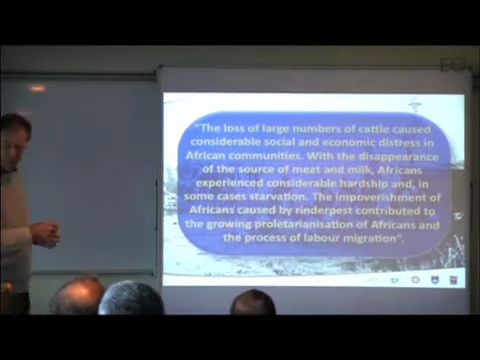 EO
"The loss of large numbers of cattle caused
considerable social and economic distress in
African communities. With the disappearance
of the source of meat and milk, Africans
experienced considerable hardship and, in
some cases starvation. The impoverishment of
Africans caused by rinderpest contributed to
the growing proletarianisation of Africans and
the process of labour migration".